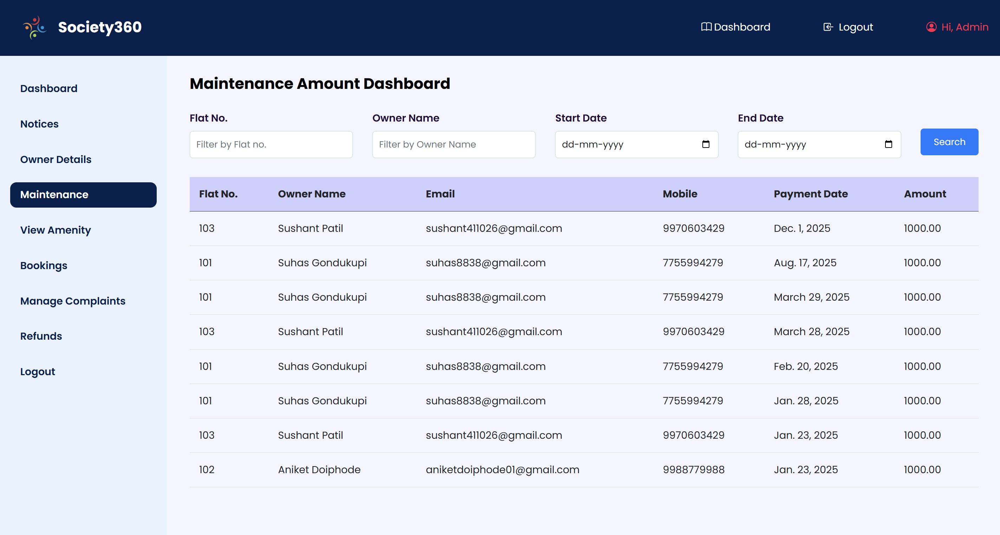 Society360
Dashboard Logout Hi, Admin
Dashboard
Notices
Owner Details
Maintenance
View Amenity
Bookings
Manage Complaints
Refunds
Logout
Maintenance Amount Dashboard
Flat No. Owner Name Start Date End Date
Filter by Flat no. Filter by Owner Name dd-mm-yyyy dd-mm-yyyy Search
Flat No. Owner Name Email Mobile Payment Date Amount
103 Sushant Patil sushant411026@gmail.com 9970603429 Dec. 1, 2025 1000.00
101 Suhas Gondukupi suhas8838@gmail.com 7755994279 Aug. 17, 2025 1000.00
101 Suhas Gondukupi suhas8838@gmail.com 7755994279 March 29, 2025 1000.00
103 Sushant Patil sushant411026@gmail.com 9970603429 March 28, 2025 1000.00
101 Suhas Gondukupi suhas8838@gmail.com 7755994279 Feb. 20, 2025 1000.00
101 Suhas Gondukupi suhas8838@gmail.com 7755994279 Jan. 28, 2025 1000.00
103 Sushant Patil sushant411026@gmail.com 9970603429 Jan. 23, 2025 1000.00
102 Aniket Doiphode aniketdoiphode01@gmail.com 9988779988 Jan. 23, 2025 1000.00